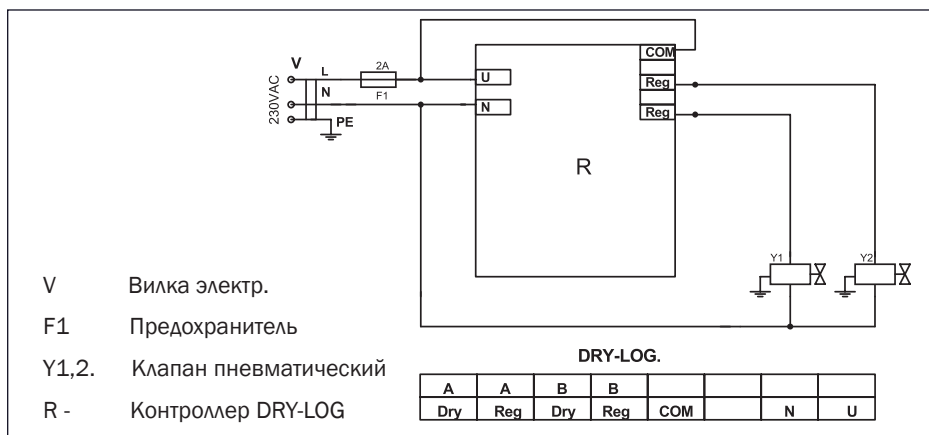 V
L
2A
U
COM
230VAC
N
F1
N
Reg
PE
Reg
R
Y1
Y2
V Вилка электр.
F1 Предохранитель
Y1,2. Клапан пневматический
R - Контроллер DRY-LOG
DRY-LOG.
A A B B
Dry Reg Dry Reg COM N U